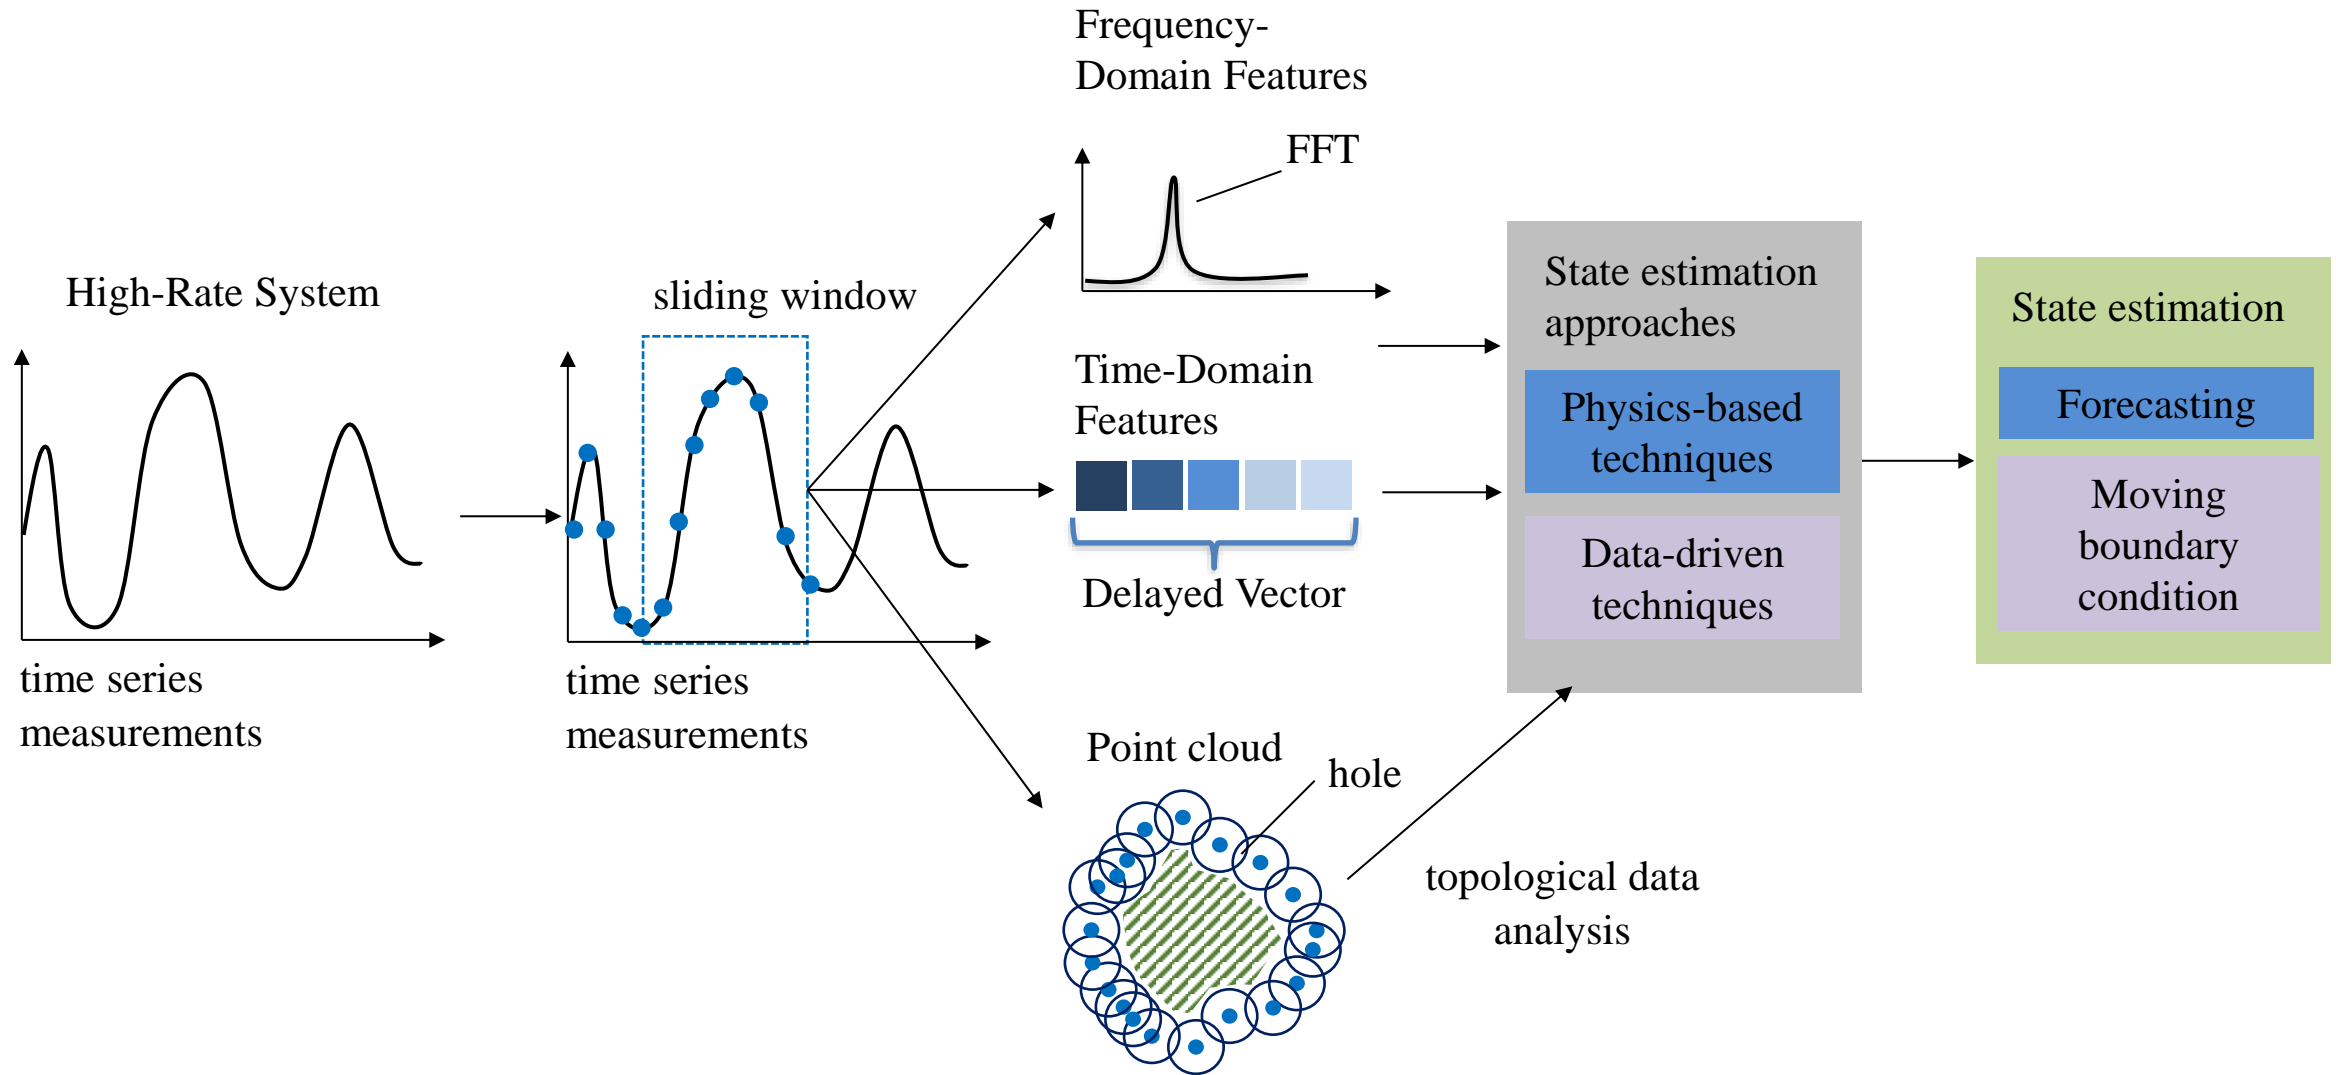 High-Rate System
time series
measurements
sliding window
time series
measurements
Frequency-
Domain Features
FFT
Time-Domain
Features
Delayed Vector
Point cloud
hole
topological data
analysis
State estimation
approaches
Physics-based
techniques
Data-driven
techniques
State estimation
Forecasting
Moving
boundary
condition